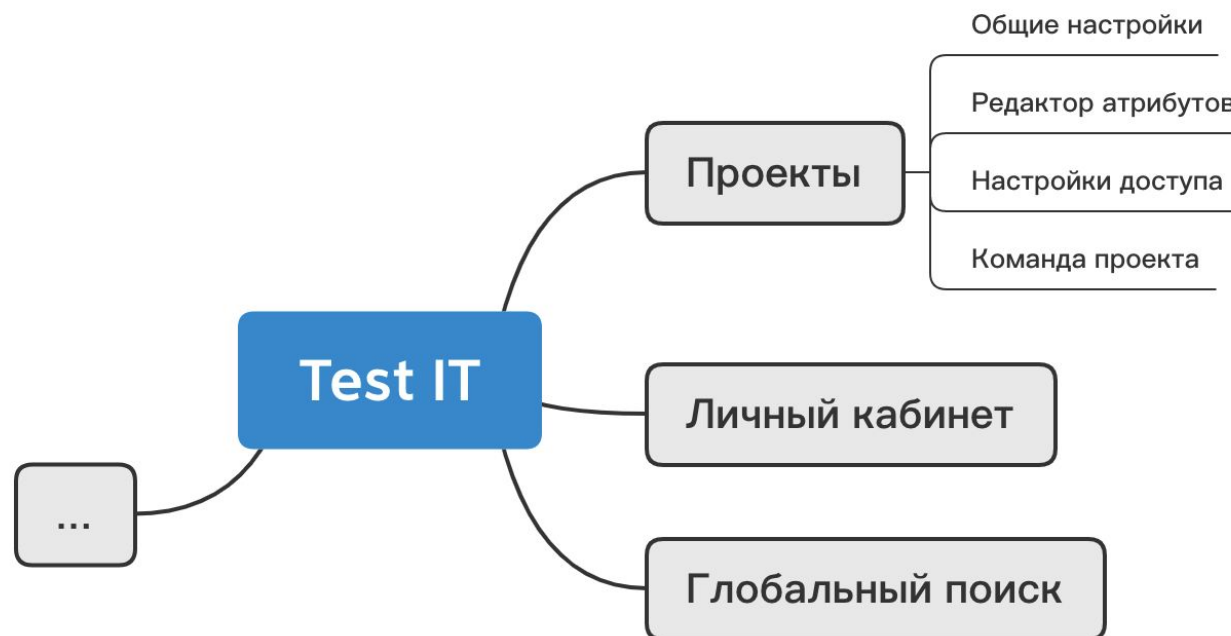 Общие настройки
Редактор атрибутов
Настройки доступа
Команда проекта
Проекты
Test IT
Личный кабинет
...
Глобальный поиск